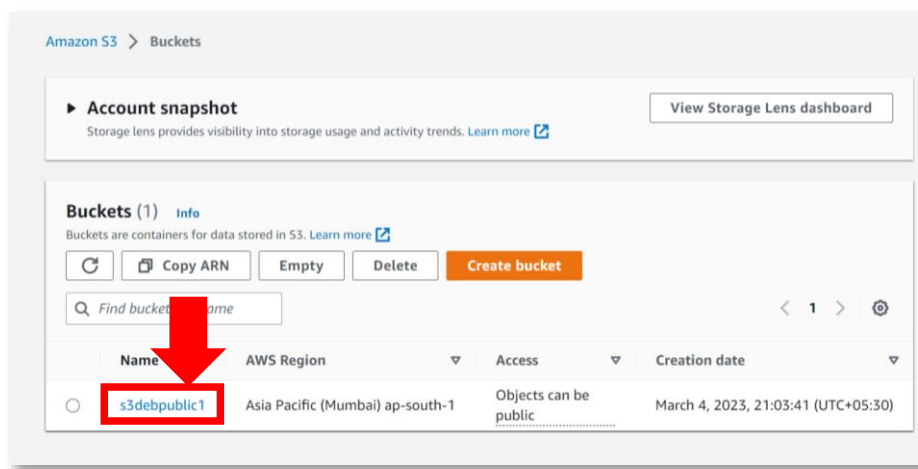 Amazon S3 > Buckets
Account snapshot
View Storage Lens dashboard
Storage lens provides visibility into storage usage and activity trends. Learn more
Buckets (1) Info
Buckets are containers for data stored in S3. Learn more
Copy ARN Empty Delete Create bucket
Find bucket ame
< 1 >
Name AWS Region Access Creation date
s3debpublic1 Asia Pacific (Mumbai) ap-south-1 Objects can be March 4, 2023, 21:03:41 (UTC+05:30)
public